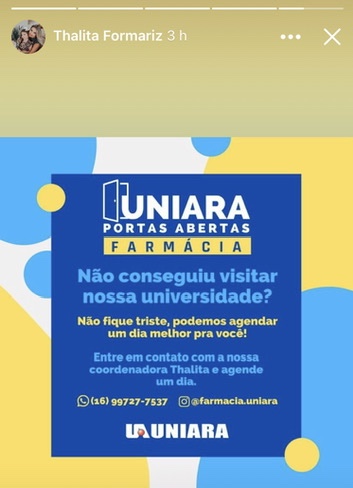 Thalita Formariz 3 h
UNIARA
PORTAS ABERTAS
FARMÁCIA
Não conseguiu visitar
nossa universidade?
Não fique triste, podemos agendar
um dia melhor pra você!
Entre em contato com a nossa
coordenadora Thalita e agende
um dia.
(16) 99727-7537 @farmacia.uniara
UNIARA